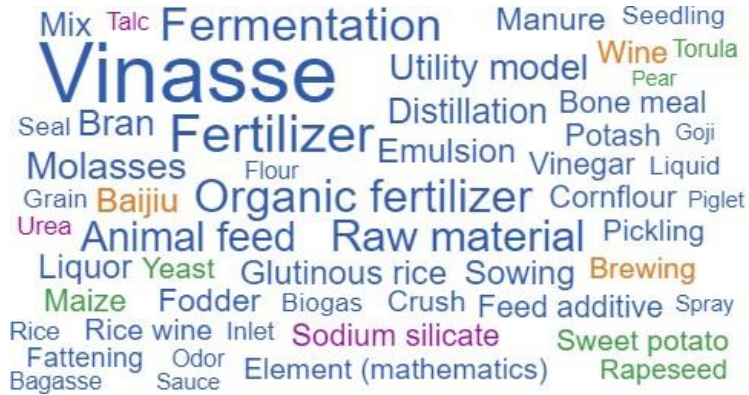 Mix Talc Fermentation Manure Seedling
Vinasse Utility model Wine Torula
Pear
Seal Bran Fertilizer Distillation Bone meal
Emulsion Potash Goji
Molasses Flour Vinegar Liquid
Grain Baijiu Organic fertilizer Cornflour Piglet
Urea Animal feed Raw material Pickling
Liquor Yeast Glutinous rice Sowing Brewing
Maize Fodder Biogas Crush Feed additive Spray
Rice Rice wine Inlet Sodium silicate Sweet potato
Fattening Odor Element (mathematics) Rapeseed
Bagasse Sauce